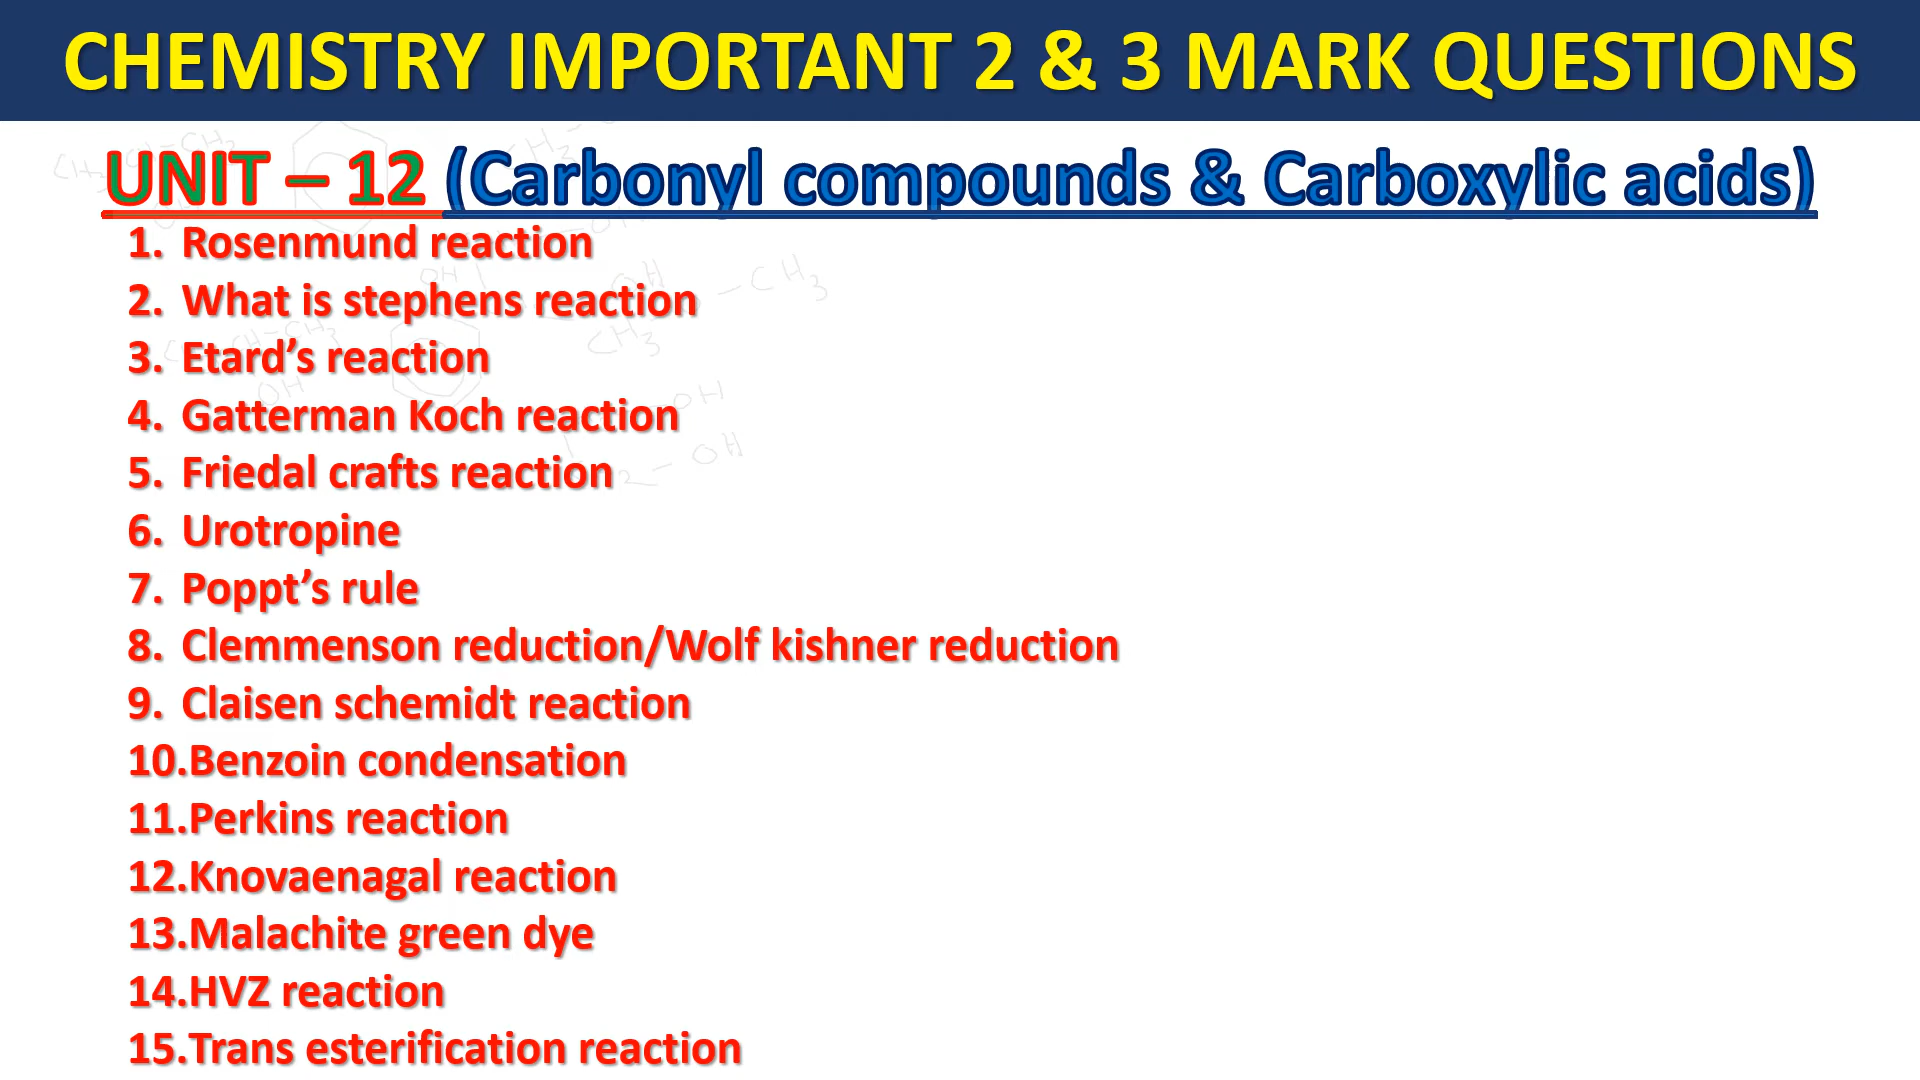 CHEMISTRY IMPORTANT 2 & 3 MARK QUESTIONS
UNIT – 12 (Carbonyl compounds & Carboxylic acids)
1. Rosenmund reaction
2. What is stephens reaction
3. Etard’s reaction
4. Gatterman Koch reaction
5. Friedal crafts reaction
6. Urotropine
7. Poppt’s rule
8. Clemmenson reduction/Wolf kishner reduction
9. Claisen schemidt reaction
10.Benzoin condensation
11.Perkins reaction
12.Knovaenagal reaction
13.Malachite green dye
14.HVZ reaction
15.Trans esterification reaction